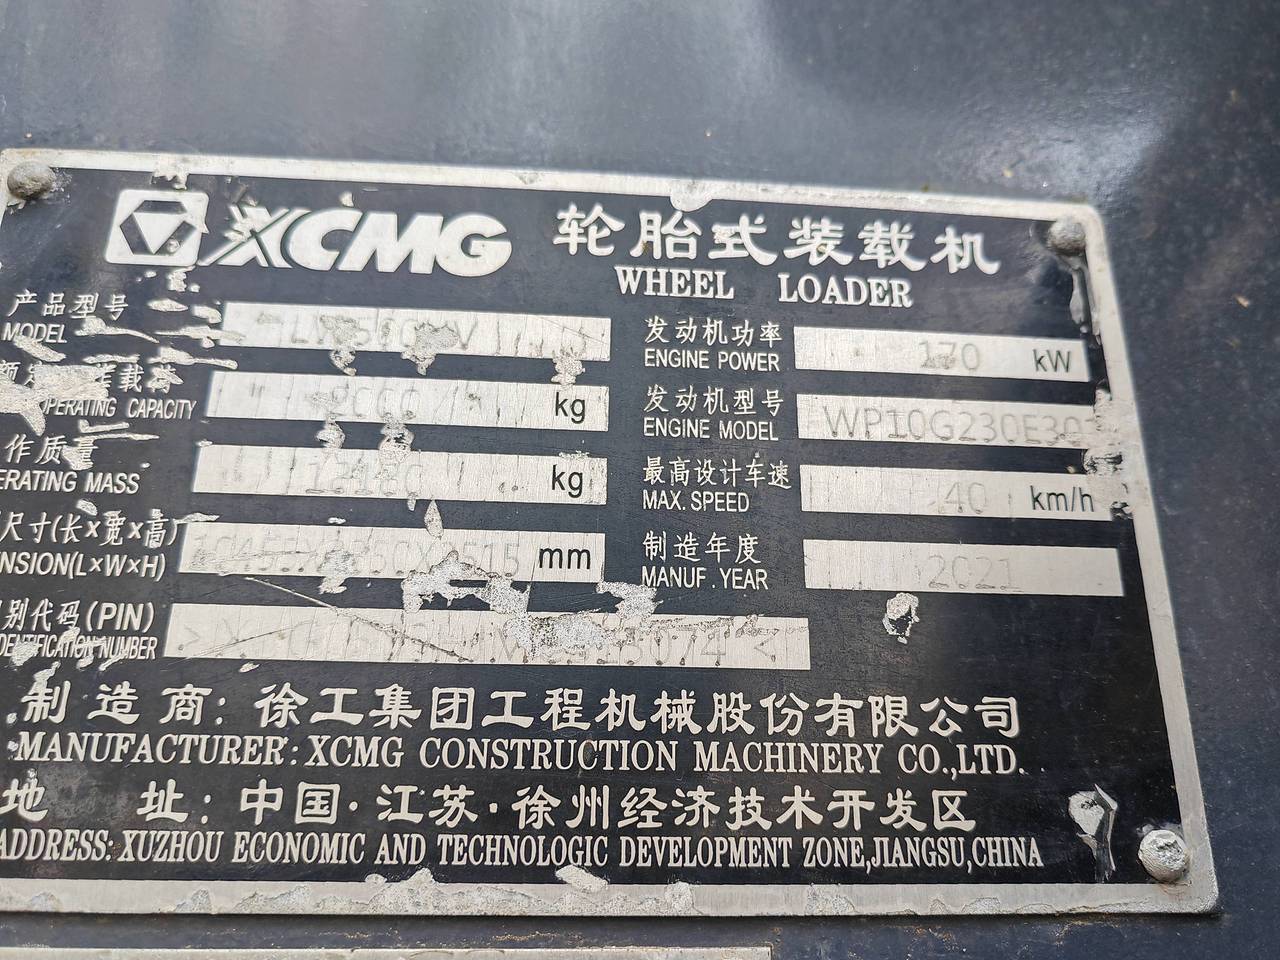 XCMG 轮胎式装载机
WHEEL LOADER
产品型号
MODEL
发动机功率
ENGINE POWER 170 kW
OPERATING CAPACITY kg
发动机型号
ENGINE MODEL WP10G230E301
作质量
ERATING MASS kg
最高设计车速
MAX. SPEED 40 km/h
尺寸(长×宽×高)
NSION(L×W×H) mm
制造年度
MANUF. YEAR 2021
别代码(PIN)
IDENTIFICATION NUMBER
制造商: 徐工集团工程机械股份有限公司
MANUFACTURER: XCMG CONSTRUCTION MACHINERY CO.,LTD.
地 址: 中国·江苏·徐州经济技术开发区
ADDRESS: XUZHOU ECONOMIC AND TECHNOLOGIC DEVELOPMENT ZONE,JIANGSU,CHINA